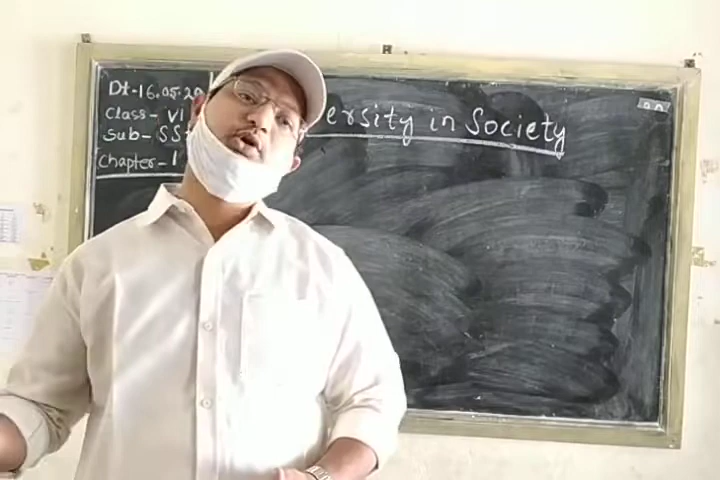 Dt-16.05.20
Class- VI
Sub- SS
Chapter-1
ersity in Society